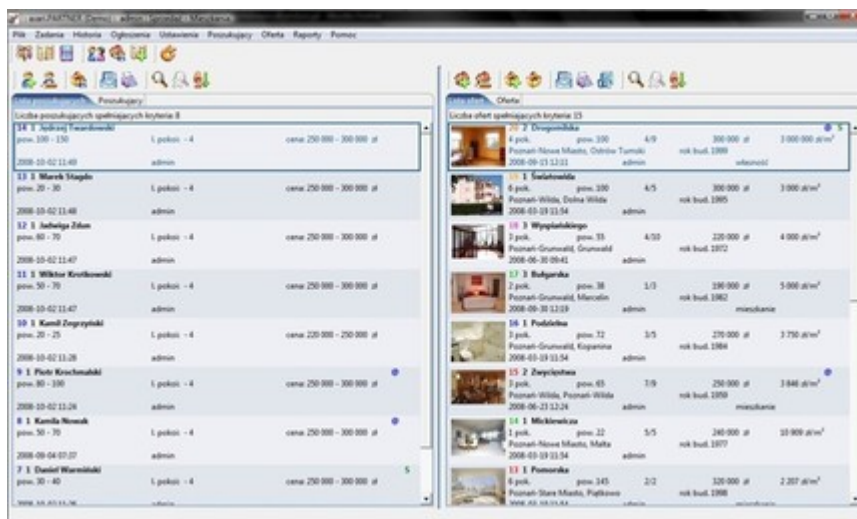 asari.PARTNER (Demo) - admin - Sprzedaż - Mieszkania
Plik Zadania Historia Ogłoszenia Ustawienia Poszukujący Oferta Raporty Pomoc
Lista poszukujących Poszukujący
Liczba poszukujących spełniających kryteria: 8
14 1 Jędrzej Twardowski
pow. 100 - 150 l. pokoi: - 4 cena: 250 000 - 300 000 zł
2008-10-02 11:49 admin
13 1 Marek Stągdo
pow. 20 - 30 l. pokoi: - 4 cena: 250 000 - 300 000 zł
2008-10-02 11:48 admin
12 1 Jadwiga Zdun
pow. 60 - 70 l. pokoi: - 4 cena: 250 000 - 300 000 zł
2008-10-02 11:47 admin
11 1 Wiktor Krotkowski
pow. 50 - 70 l. pokoi: - 4 cena: 250 000 - 300 000 zł
2008-10-02 11:47 admin
10 1 Kamil Zegrzyński
pow. 20 - 25 l. pokoi: - 4 cena: 220 000 - 250 000 zł
2008-10-02 11:28 admin
9 1 Piotr Krochmalski @
pow. 80 - 100 l. pokoi: - 4 cena: 250 000 - 300 000 zł
2008-10-02 11:24 admin
8 1 Kamila Nowak @
pow. 50 - 70 l. pokoi: - 4 cena: 250 000 - 300 000 zł
2008-09-04 07:37 admin
7 1 Daniel Warmiński S
pow. 30 - 40 l. pokoi: - 4 cena: 250 000 - 300 000 zł
Lista ofert Oferta
Liczba ofert spełniających kryteria: 15
20 2 Drogomilska @ S
4 pok. pow. 100 4/9 300 000 zł 3 000 000 zł/m²
Poznań-Nowe Miasto, Ostrów Tumski rok bud. 1999
2008-09-15 12:11 admin własność
19 1 Światowida
6 pok. pow. 100 4/5 300 000 zł 3 000 zł/m²
Poznań-Wilda, Dolna Wilda rok bud. 1995
2008-03-19 11:54 admin
18 3 Wyspiańskiego
3 pok. pow. 55 4/10 220 000 zł 4 000 zł/m²
Poznań-Grunwald, Grunwald rok bud. 1972
2008-06-30 09:41 admin
17 3 Bułgarska
2 pok. pow. 38 1/3 190 000 zł 5 000 zł/m²
Poznań-Grunwald, Marcelin rok bud. 1982
2008-09-30 12:19 admin mieszkanie
16 1 Podzielna
3 pok. pow. 72 3/5 270 000 zł 3 750 zł/m²
Poznań-Grunwald, Kopanina rok bud. 1984
2008-03-19 11:54 admin
15 2 Zwycięstwa @
3 pok. pow. 65 7/9 250 000 zł 3 846 zł/m²
Poznań-Wilda, Poznań-Wilda rok bud. 1959
2008-06-23 12:24 admin mieszkanie
14 1 Mickiewicza
1 pok. pow. 22 5/5 240 000 zł 10 909 zł/m²
Poznań-Nowe Miasto, Malta rok bud. 1977
2008-03-19 11:54 admin
13 1 Pomorska
6 pok. pow. 145 2/2 320 000 zł 2 207 zł/m²
Poznań-Stare Miasto, Piątkowo rok bud. 1998